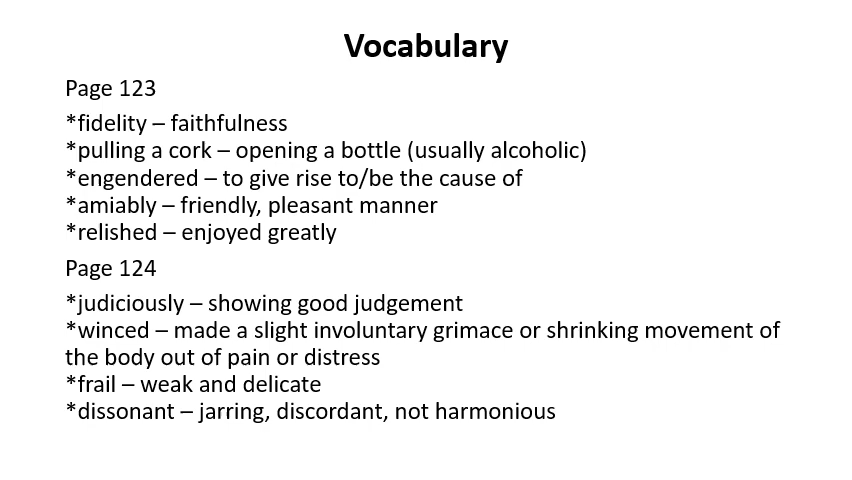 Vocabulary
Page 123
*fidelity – faithfulness
*pulling a cork – opening a bottle (usually alcoholic)
*engendered – to give rise to/be the cause of
*amiably – friendly, pleasant manner
*relished – enjoyed greatly
Page 124
*judiciously – showing good judgement
*winced – made a slight involuntary grimace or shrinking movement of
the body out of pain or distress
*frail – weak and delicate
*dissonant – jarring, discordant, not harmonious